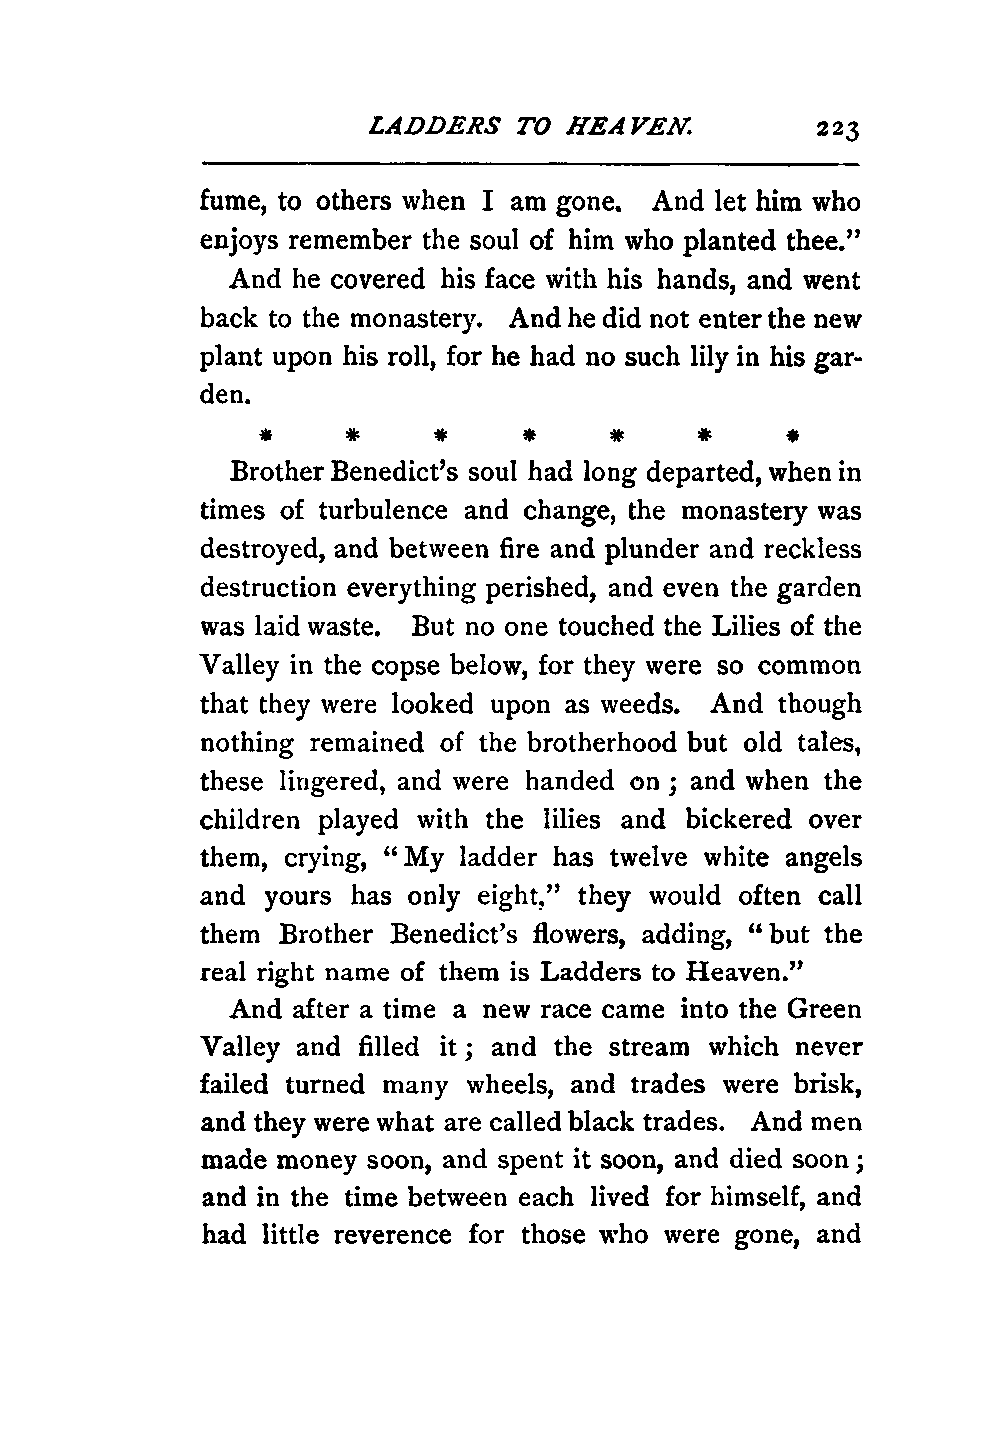 LADDERS TO HEAVEN. 223
fume, to others when I am gone. And let him who
enjoys remember the soul of him who planted thee.”
And he covered his face with his hands, and went
back to the monastery. And he did not enter the new
plant upon his roll, for he had no such lily in his gar-
den.
* * * * * * *
Brother Benedict’s soul had long departed, when in
times of turbulence and change, the monastery was
destroyed, and between fire and plunder and reckless
destruction everything perished, and even the garden
was laid waste. But no one touched the Lilies of the
Valley in the copse below, for they were so common
that they were looked upon as weeds. And though
nothing remained of the brotherhood but old tales,
these lingered, and were handed on ; and when the
children played with the lilies and bickered over
them, crying, “ My ladder has twelve white angels
and yours has only eight,” they would often call
them Brother Benedict’s flowers, adding, “ but the
real right name of them is Ladders to Heaven.”
And after a time a new race came into the Green
Valley and filled it ; and the stream which never
failed turned many wheels, and trades were brisk,
and they were what are called black trades. And men
made money soon, and spent it soon, and died soon ;
and in the time between each lived for himself, and
had little reverence for those who were gone, and